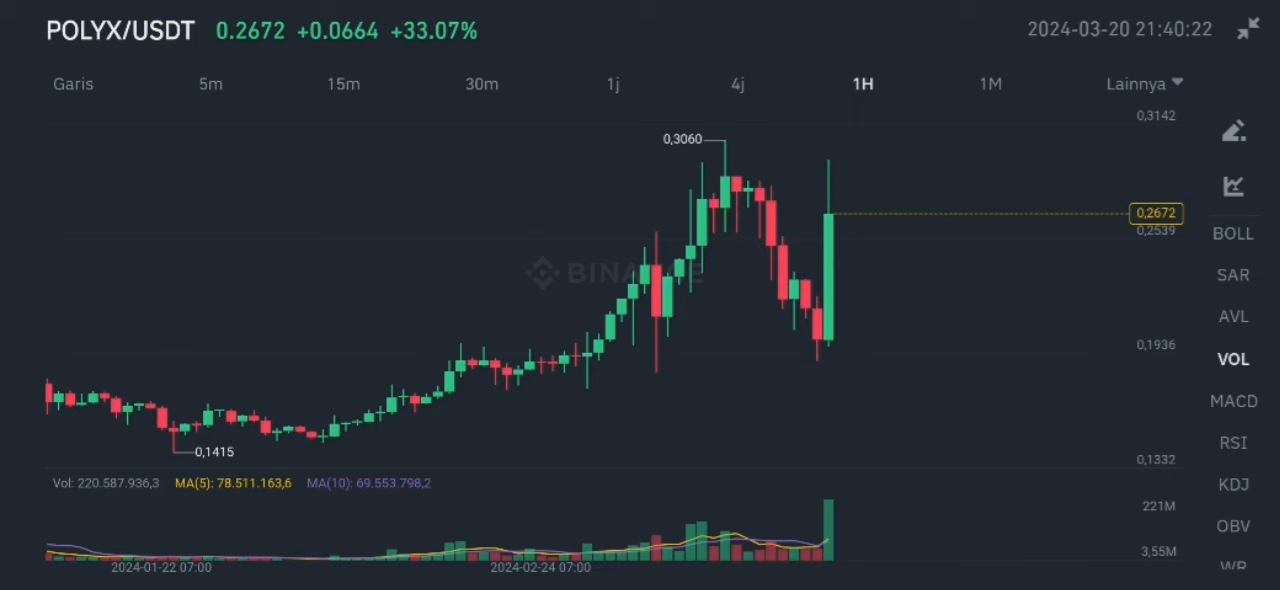 POLYX/USDT 0.2672 +0.0664 +33.07% 2024-03-20 21:40:22
Garis 5m 15m 30m 1j 4j 1H 1M Lainnya
0,3142
0,3060
0,2672
0,2539
BOLL
BINANCE
SAR
AVL
0,1936
VOL
MACD
RSI
0,1415
0,1332
Vol: 220.587.936,3 MA(5): 78.511.163,6 MA(10): 69.553.798,2
KDJ
221M
OBV
3,55M
2024-01-22 07:00 2024-02-24 07:00
WR